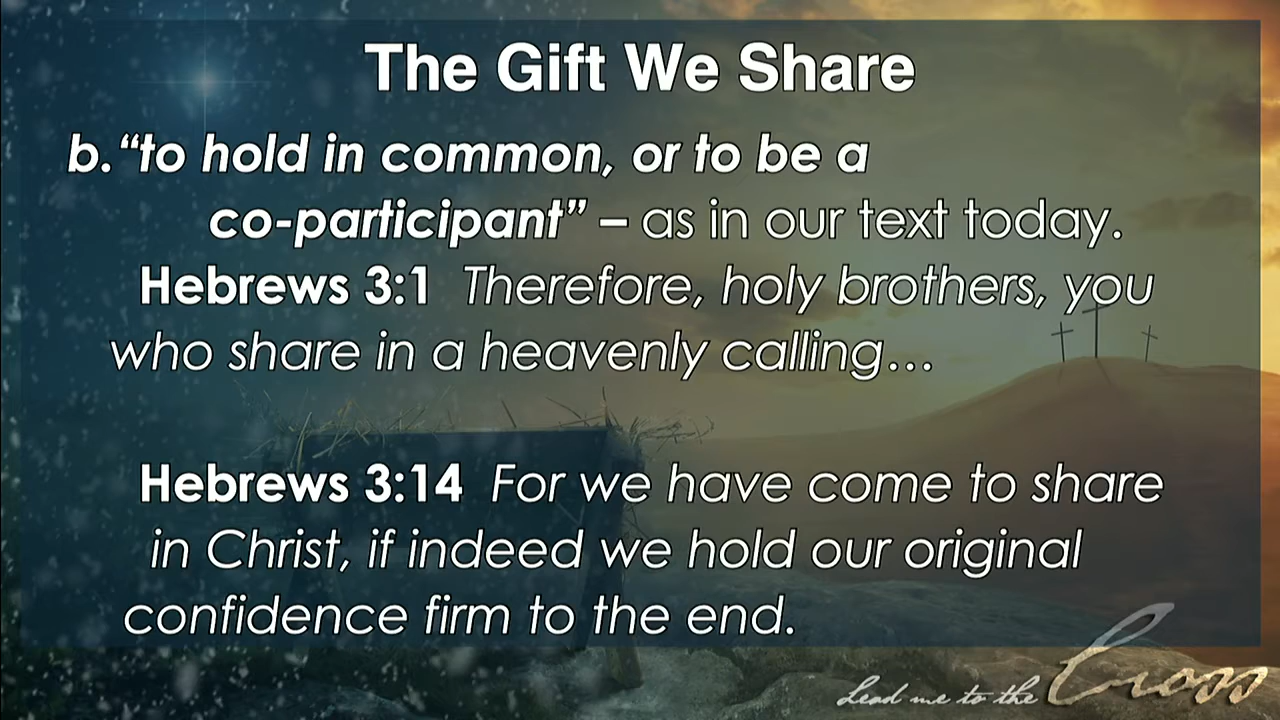 The Gift We Share
b. “to hold in common, or to be a
co-participant” – as in our text today.
Hebrews 3:1 Therefore, holy brothers, you
who share in a heavenly calling…
Hebrews 3:14 For we have come to share
in Christ, if indeed we hold our original
confidence firm to the end.
Lead me to the Cross